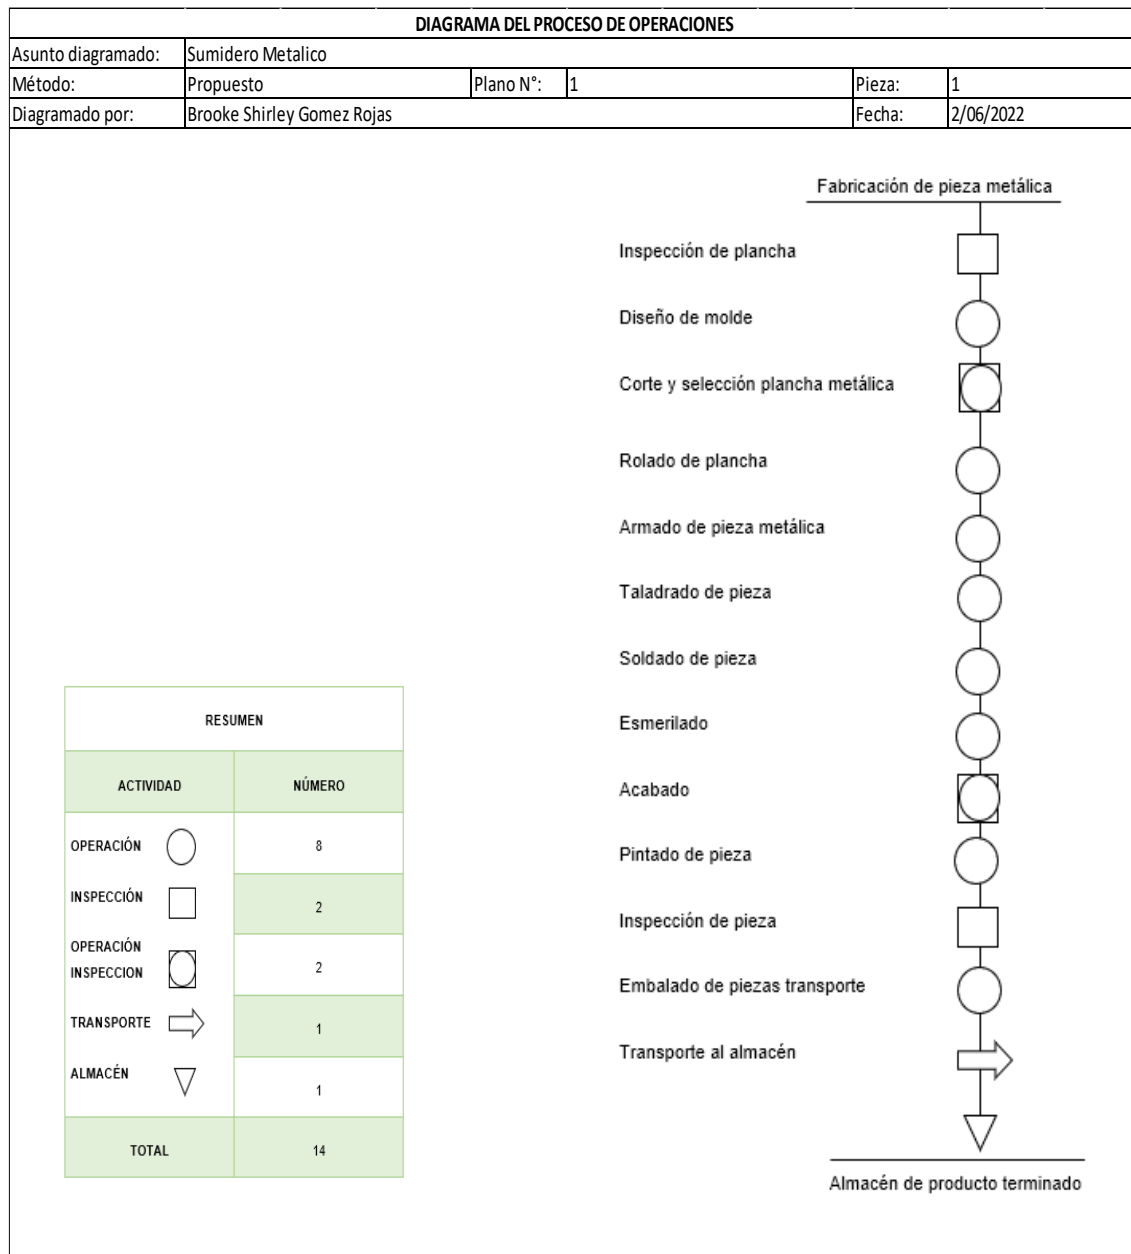 DIAGRAMA DEL PROCESO DE OPERACIONES
Asunto diagramado: Sumidero Metalico
Método: Propuesto Plano N°: 1 Pieza: 1
Diagramado por: Brooke Shirley Gomez Rojas Fecha: 2/06/2022
Fabricación de pieza metálica
Inspección de plancha
Diseño de molde
Corte y selección plancha metálica
Rolado de plancha
Armado de pieza metálica
Taladrado de pieza
Soldado de pieza
Esmerilado
Acabado
Pintado de pieza
Inspección de pieza
Embalado de piezas transporte
Transporte al almacén
Almacén de producto terminado
RESUMEN
ACTIVIDAD NÚMERO
OPERACIÓN 8
INSPECCIÓN 2
OPERACIÓN
INSPECCION 2
TRANSPORTE 1
ALMACÉN 1
TOTAL 14